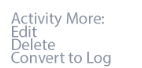 Activity More:
Edit
Delete
Convert to Log